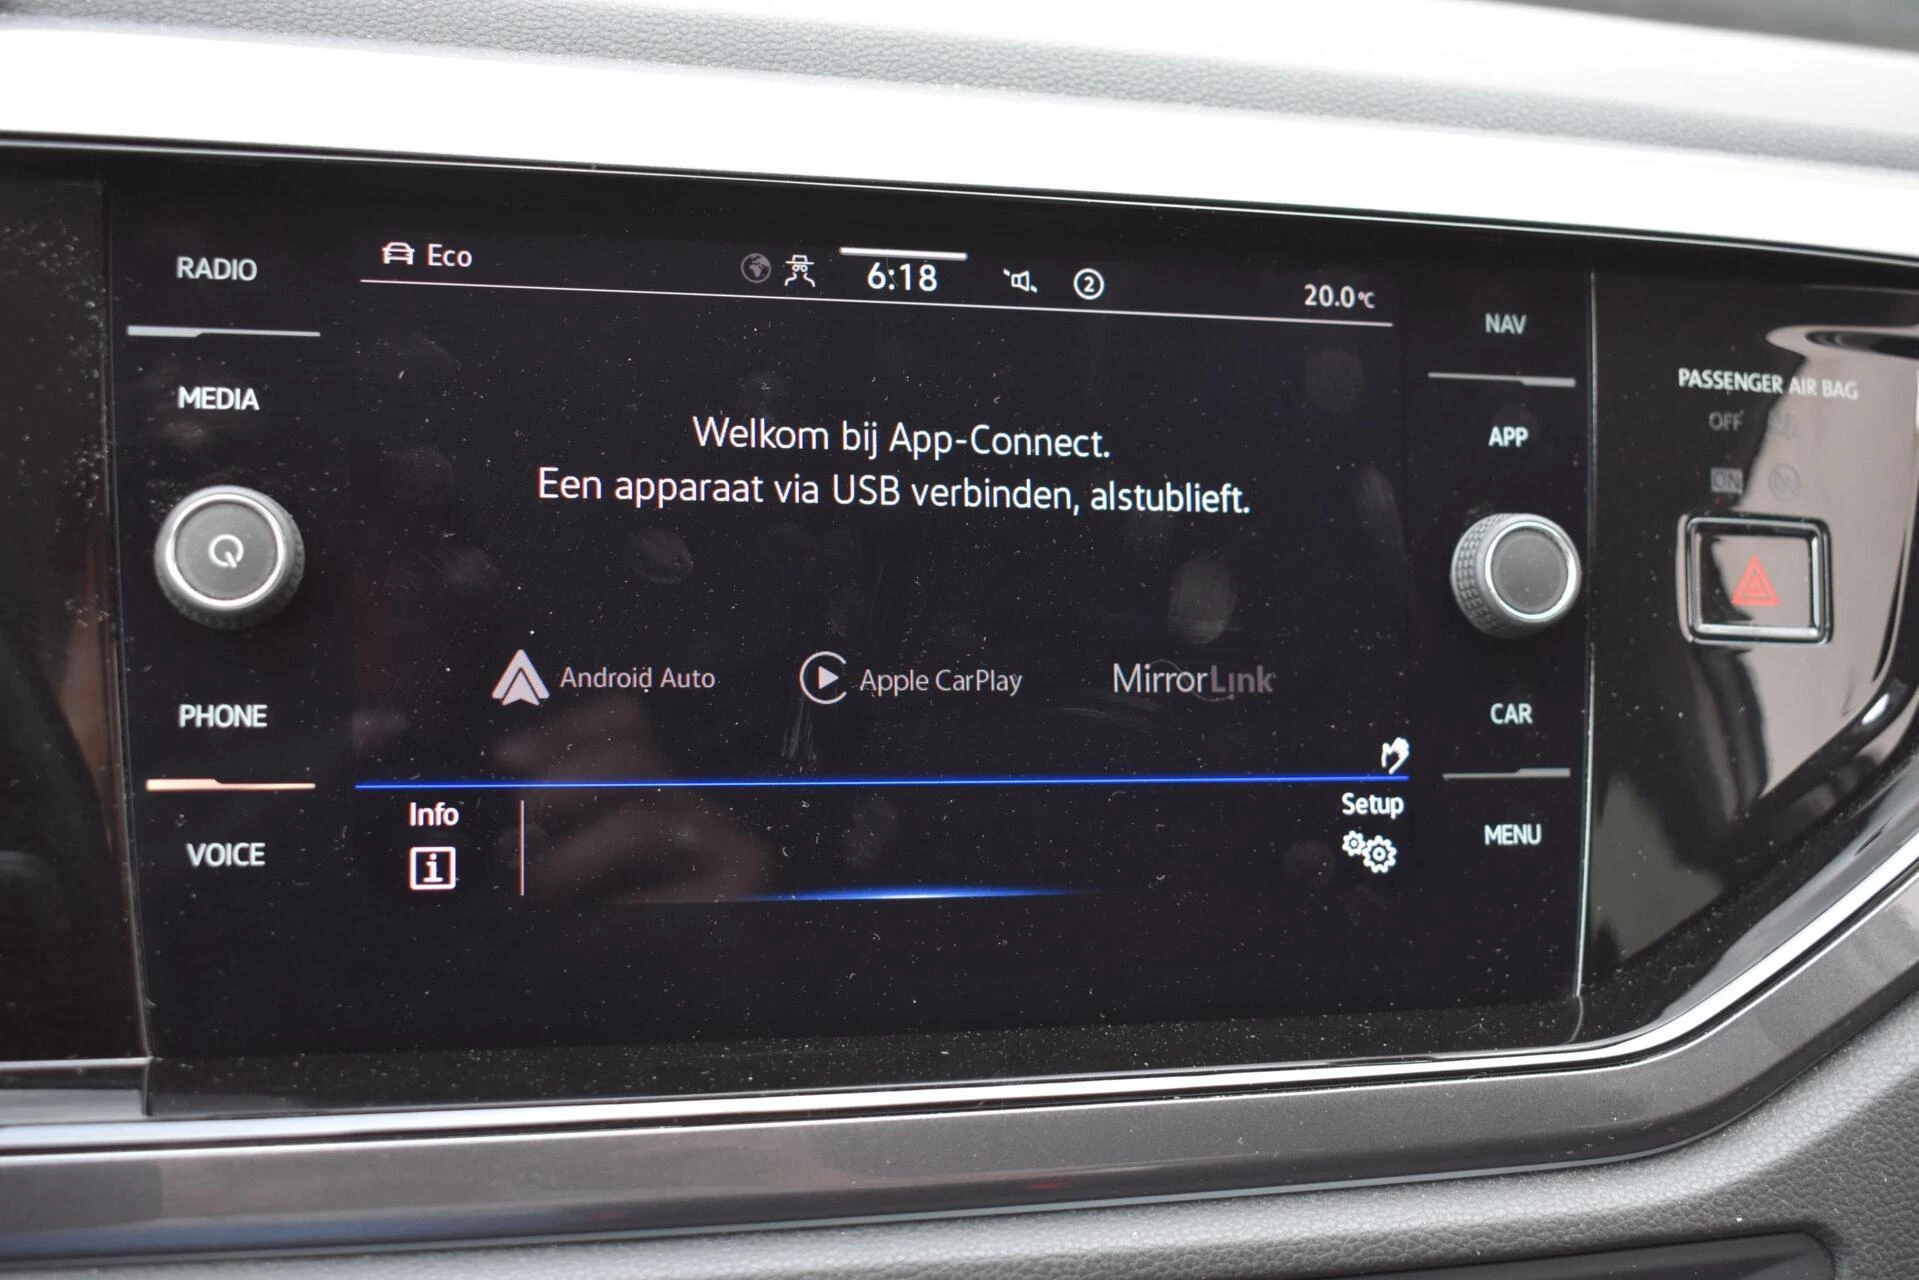 RADIO
MEDIA
PHONE
VOICE
Eco
6:18
2
20.0°C
Welkom bij App-Connect.
Een apparaat via USB verbinden, alstublieft.
Android Auto
Apple CarPlay
MirrorLink
Info
i
Setup
NAV
APP
CAR
MENU
PASSENGER AIR BAG
OFF
ON